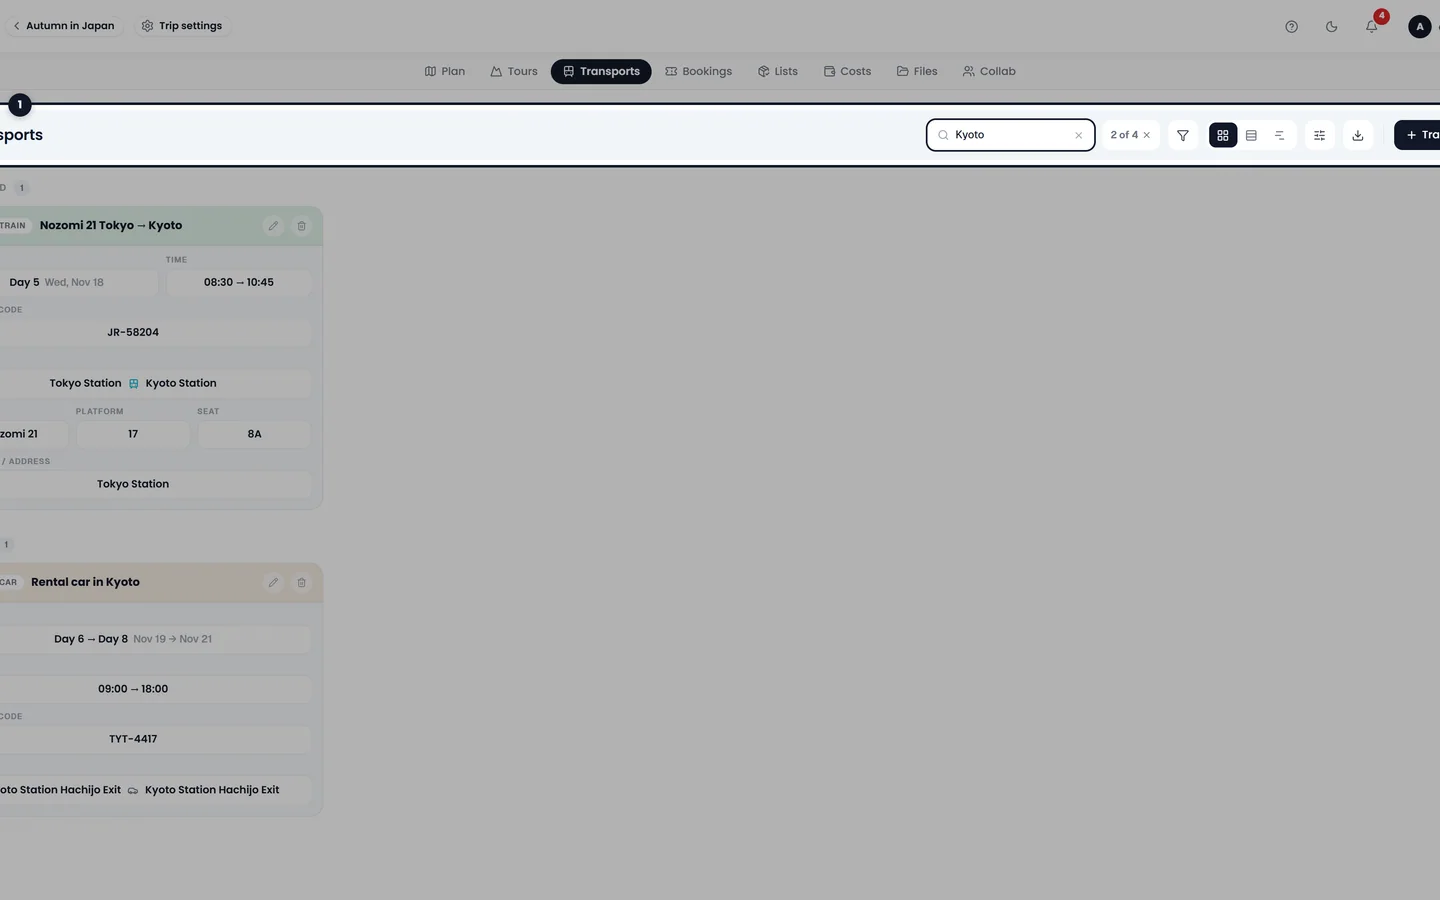 Autumn in Japan Trip settings 4 A
Plan Tours Transports Bookings Lists Costs Files Collab
1
sports Kyoto 2 of 4 + Tra
D 1
TRAIN Nozomi 21 Tokyo → Kyoto
TIME
Day 5 Wed, Nov 18 08:30 → 10:45
CODE
JR-58204
Tokyo Station Kyoto Station
PLATFORM SEAT
zomi 21 17 8A
/ ADDRESS
Tokyo Station
1
CAR Rental car in Kyoto
Day 6 → Day 8 Nov 19 → Nov 21
09:00 → 18:00
CODE
TYT-4417
oto Station Hachijo Exit Kyoto Station Hachijo Exit